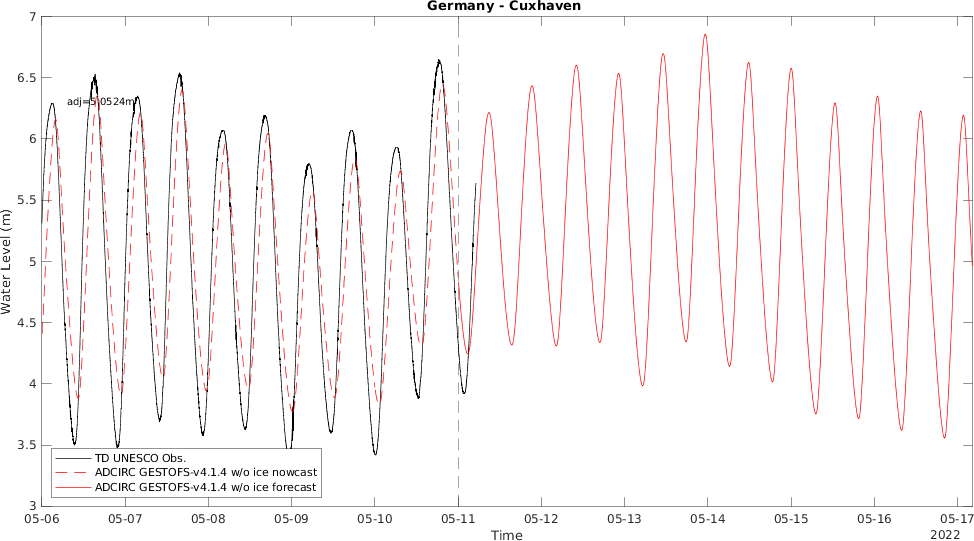 Germany - Cuxhaven
7
6.5
6
5.5
5
4.5
4
3.5
3
Water Level (m)
adj=5.0524m
TD UNESCO Obs.
ADCIRC GESTOFS-v4.1.4 w/o ice nowcast
ADCIRC GESTOFS-v4.1.4 w/o ice forecast
05-06 05-07 05-08 05-09 05-10 05-11 05-12 05-13 05-14 05-15 05-16 05-17
Time
2022